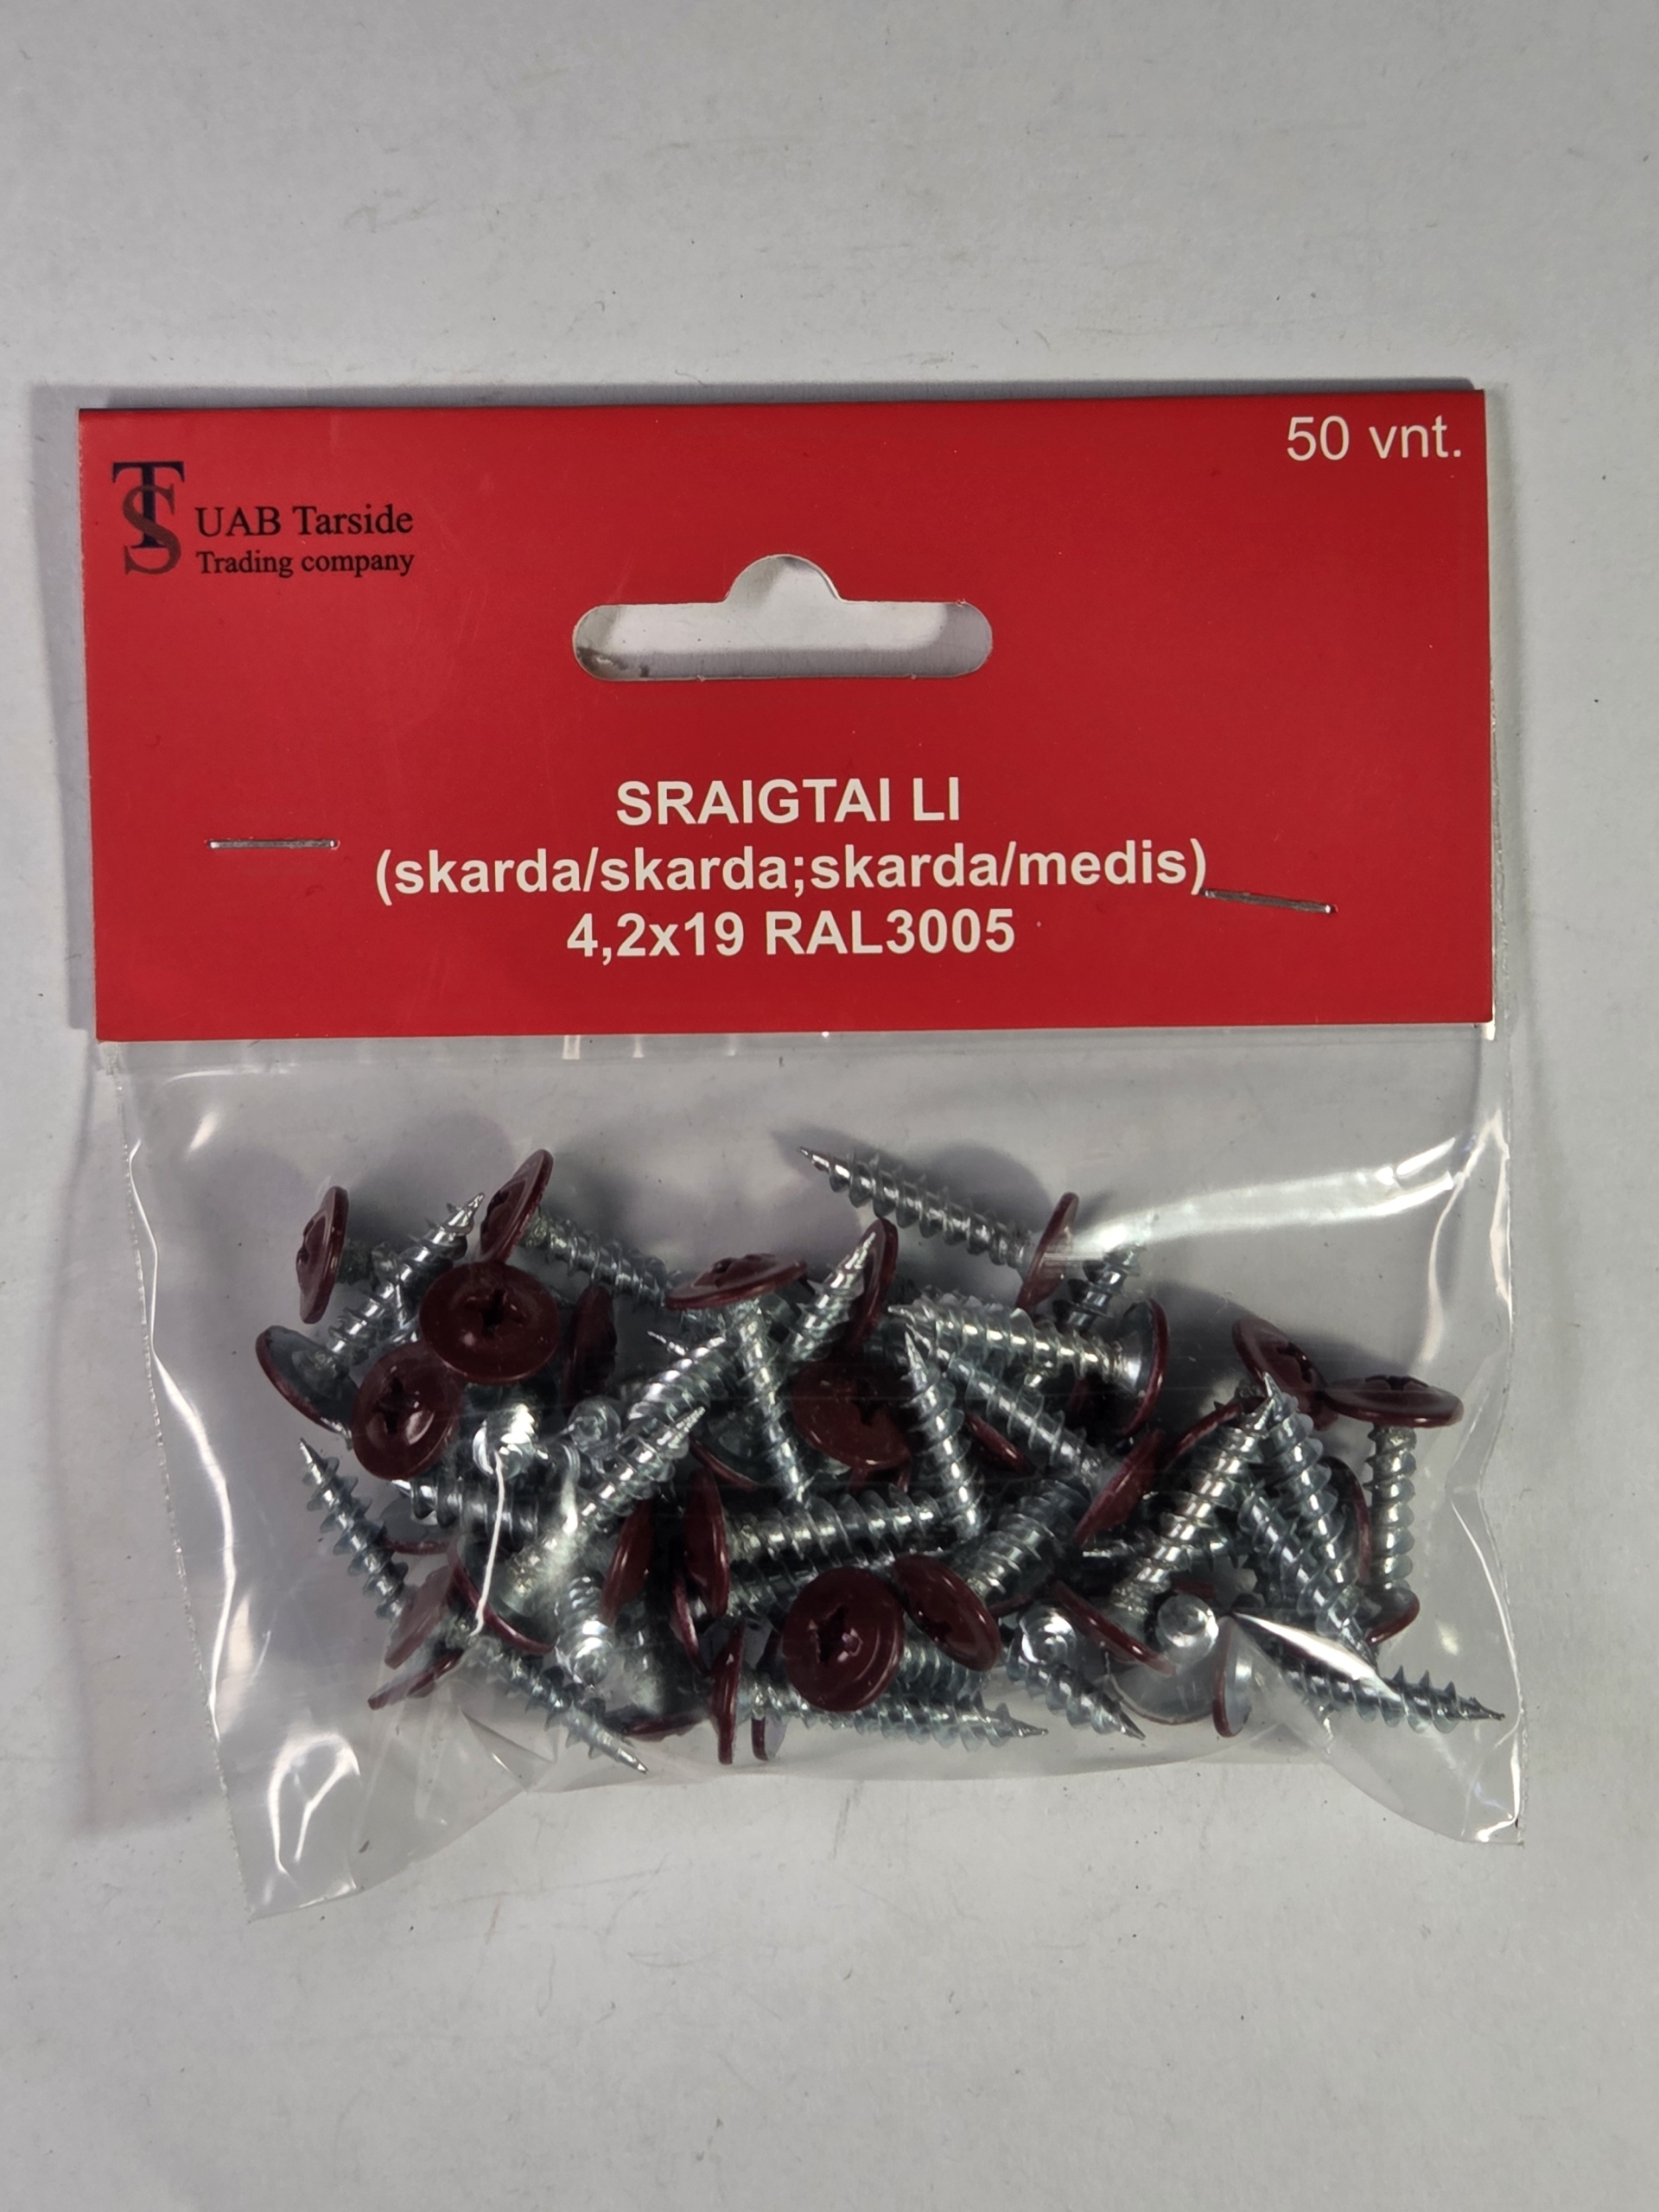 50 vnt.
TS
UAB Tarside
Trading company
SRAIGTAI LI
(skarda/skarda;skarda/medis)
4,2x19 RAL3005